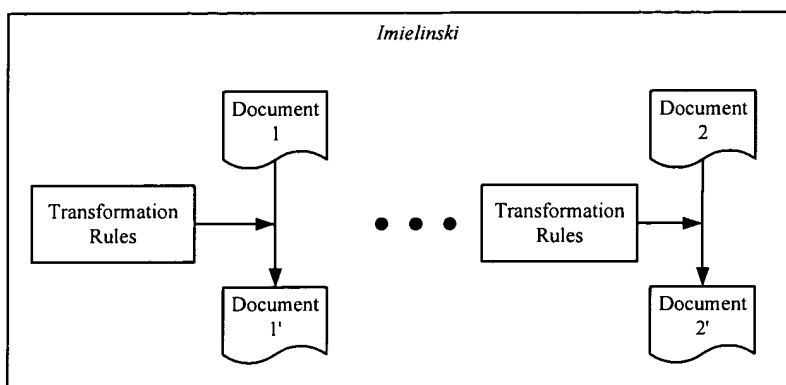 Imielinski
Document
1
Document
2
Transformation
Rules
Transformation
Rules
Document
1'
Document
2'